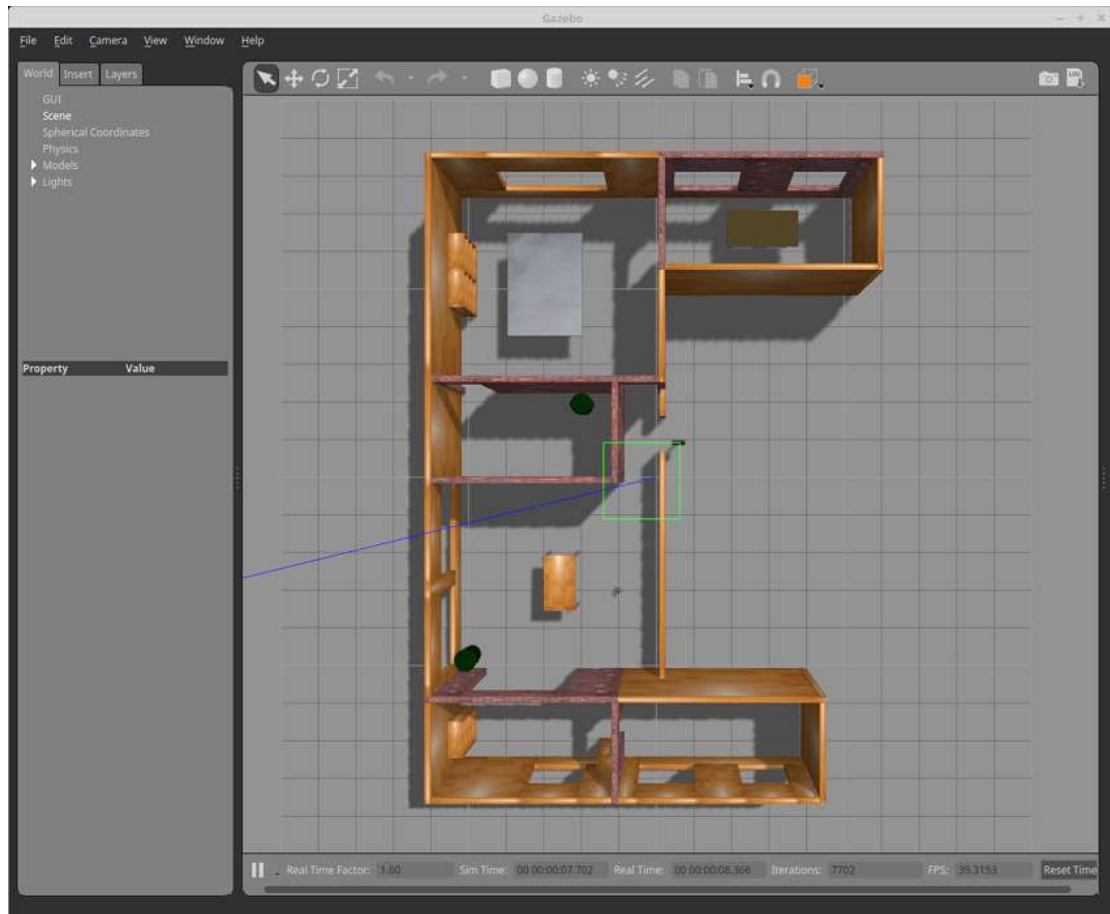 Gazebo
File Edit Camera View Window Help
World Insert Layers
GUI
Scene
Spherical Coordinates
Physics
Models
Lights
Property Value
Real Time Factor: 1.00 Sim Time: 00 00:00:07.702 Real Time: 00 00:00:08.366 Iterations: 7702 FPS: 39.3153 Reset Time